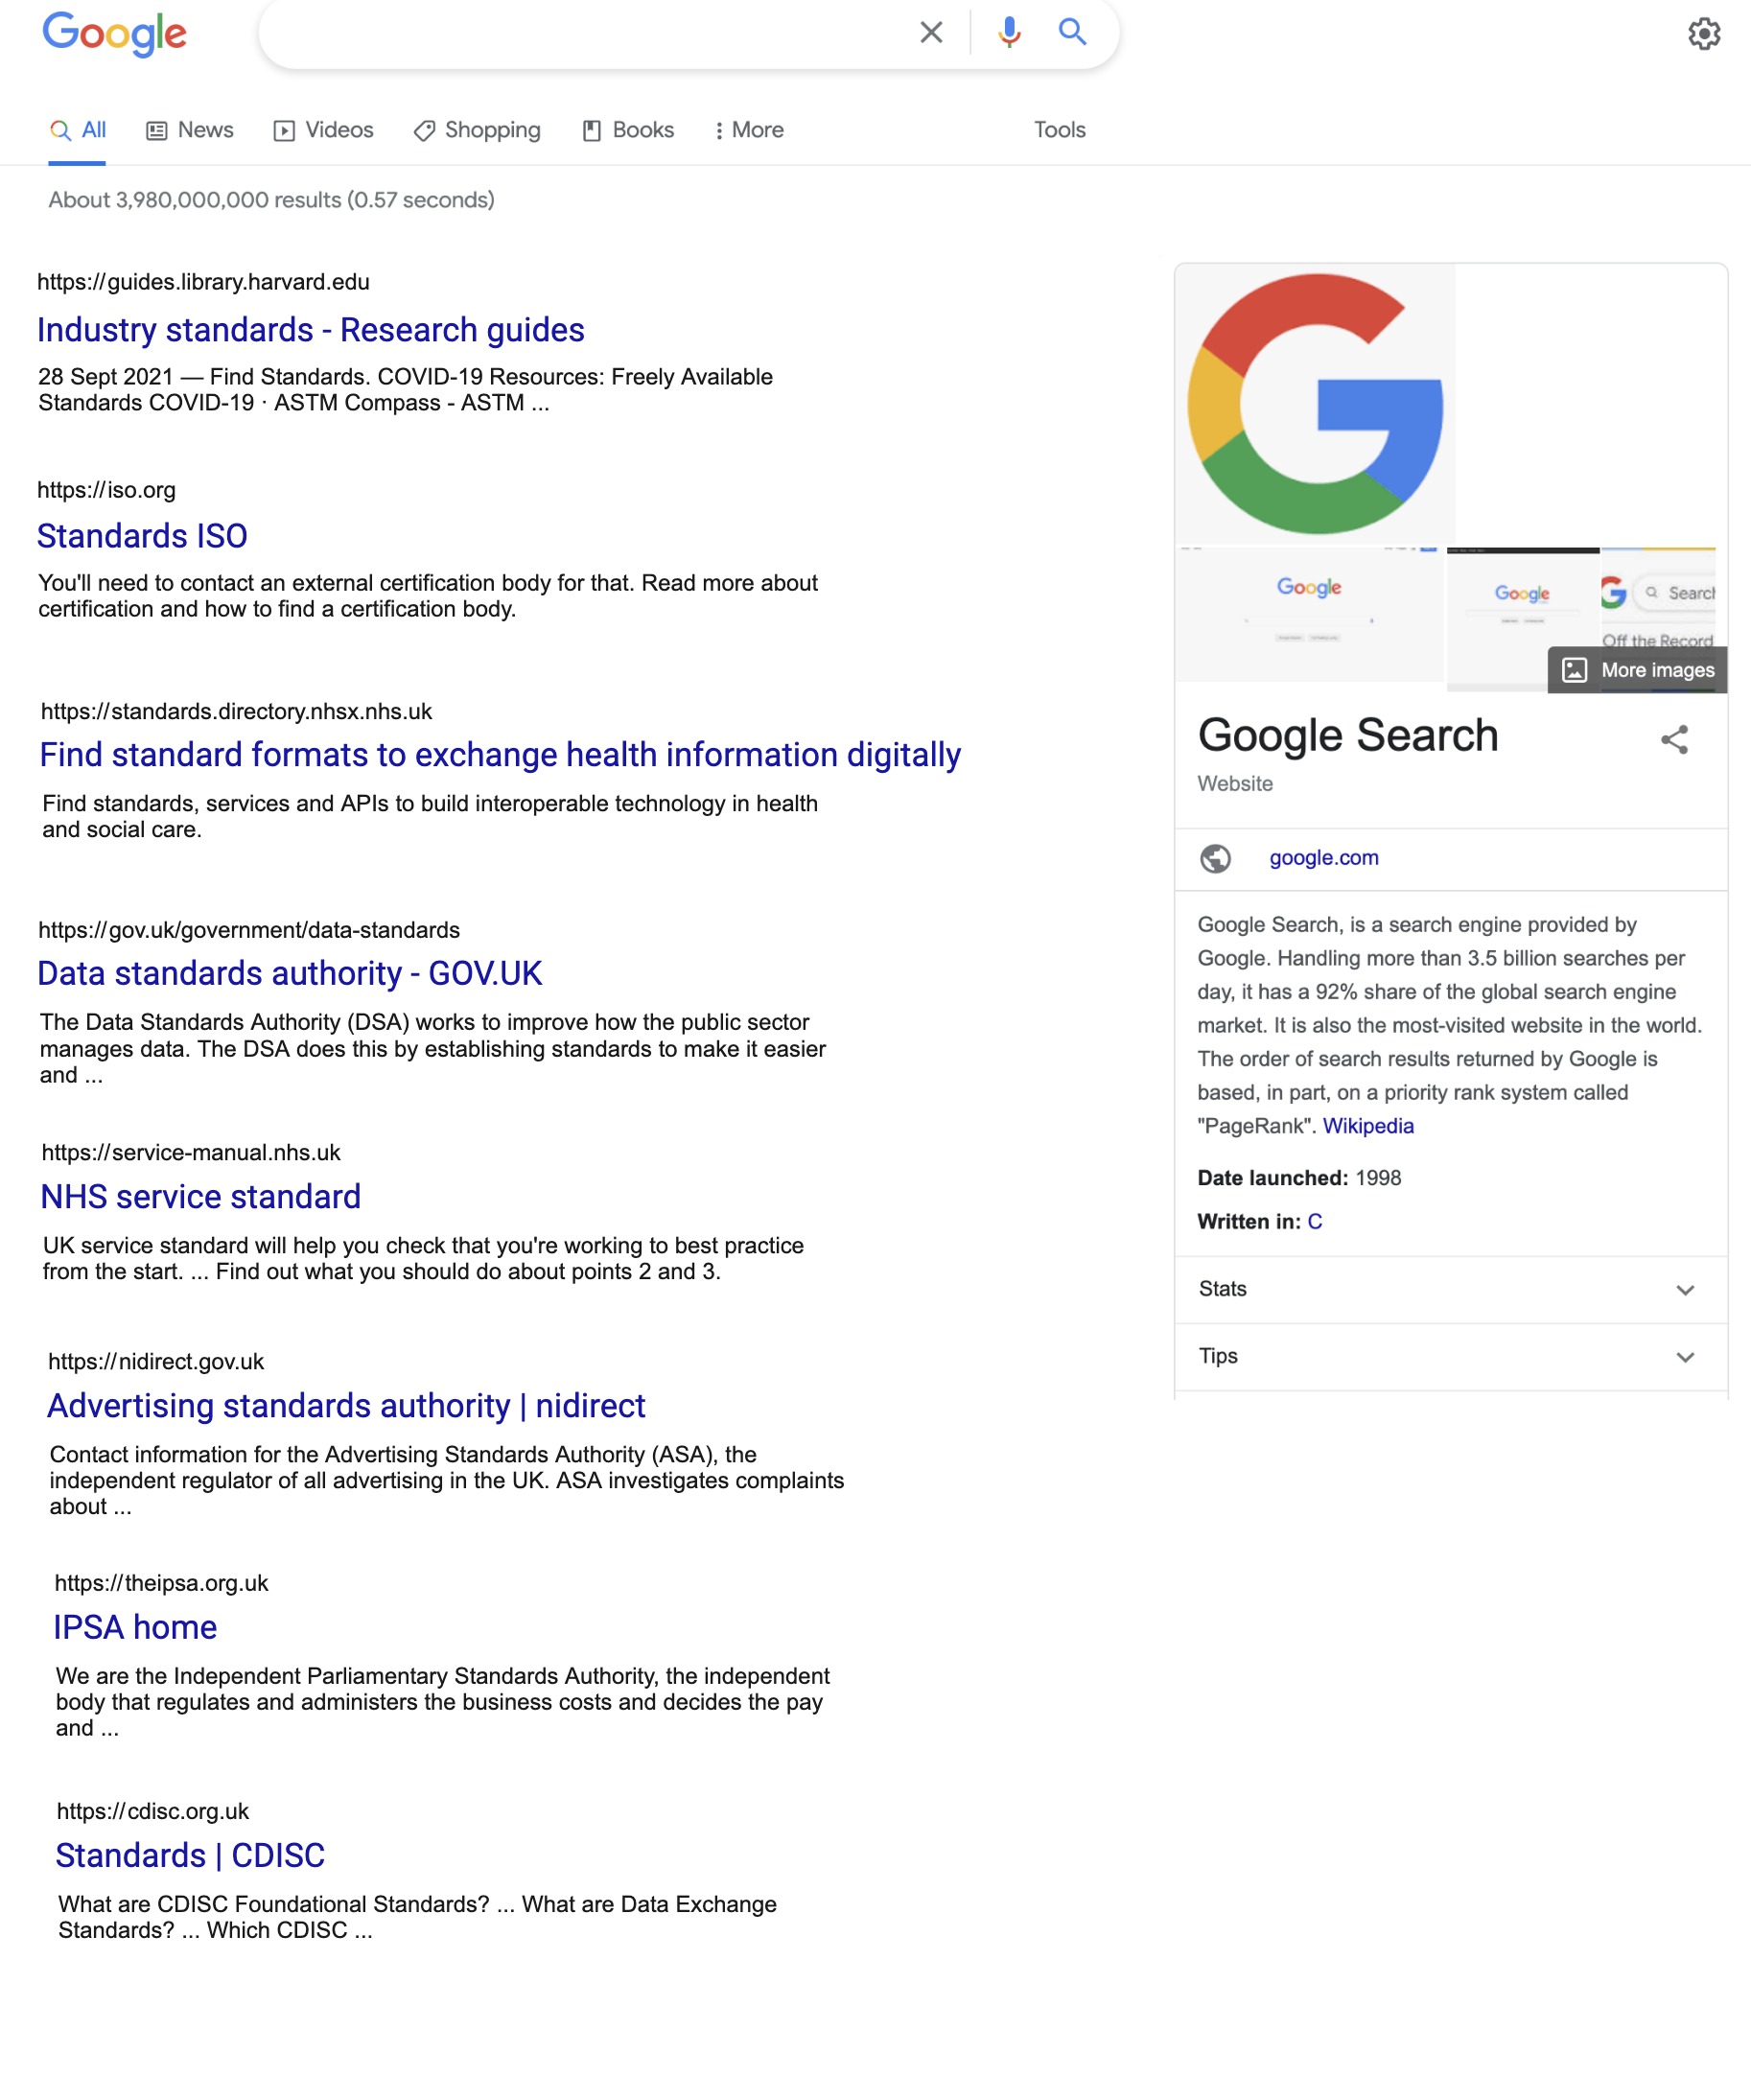 Google
All
News
Videos
Shopping
Books
More
Tools
About 3,980,000,000 results (0.57 seconds)
https://guides.library.harvard.edu
Industry standards - Research guides
28 Sept 2021 — Find Standards. COVID-19 Resources: Freely Available
Standards COVID-19 · ASTM Compass - ASTM ...
https://iso.org
Standards ISO
You'll need to contact an external certification body for that. Read more about
certification and how to find a certification body.
https://standards.directory.nhsx.nhs.uk
Find standard formats to exchange health information digitally
Find standards, services and APIs to build interoperable technology in health
and social care.
https://gov.uk/government/data-standards
Data standards authority - GOV.UK
The Data Standards Authority (DSA) works to improve how the public sector
manages data. The DSA does this by establishing standards to make it easier
and ...
https://service-manual.nhs.uk
NHS service standard
UK service standard will help you check that you're working to best practice
from the start. ... Find out what you should do about points 2 and 3.
https://nidirect.gov.uk
Advertising standards authority | nidirect
Contact information for the Advertising Standards Authority (ASA), the
independent regulator of all advertising in the UK. ASA investigates complaints
about ...
https://theipsa.org.uk
IPSA home
We are the Independent Parliamentary Standards Authority, the independent
body that regulates and administers the business costs and decides the pay
and ...
https://cdisc.org.uk
Standards | CDISC
What are CDISC Foundational Standards? ... What are Data Exchange
Standards? ... Which CDISC ...
G
Google
Google
G Search
Off the Record
More images
Google Search
Website
google.com
Google Search, is a search engine provided by
Google. Handling more than 3.5 billion searches per
day, it has a 92% share of the global search engine
market. It is also the most-visited website in the world.
The order of search results returned by Google is
based, in part, on a priority rank system called
"PageRank". Wikipedia
Date launched: 1998
Written in: C
Stats
Tips